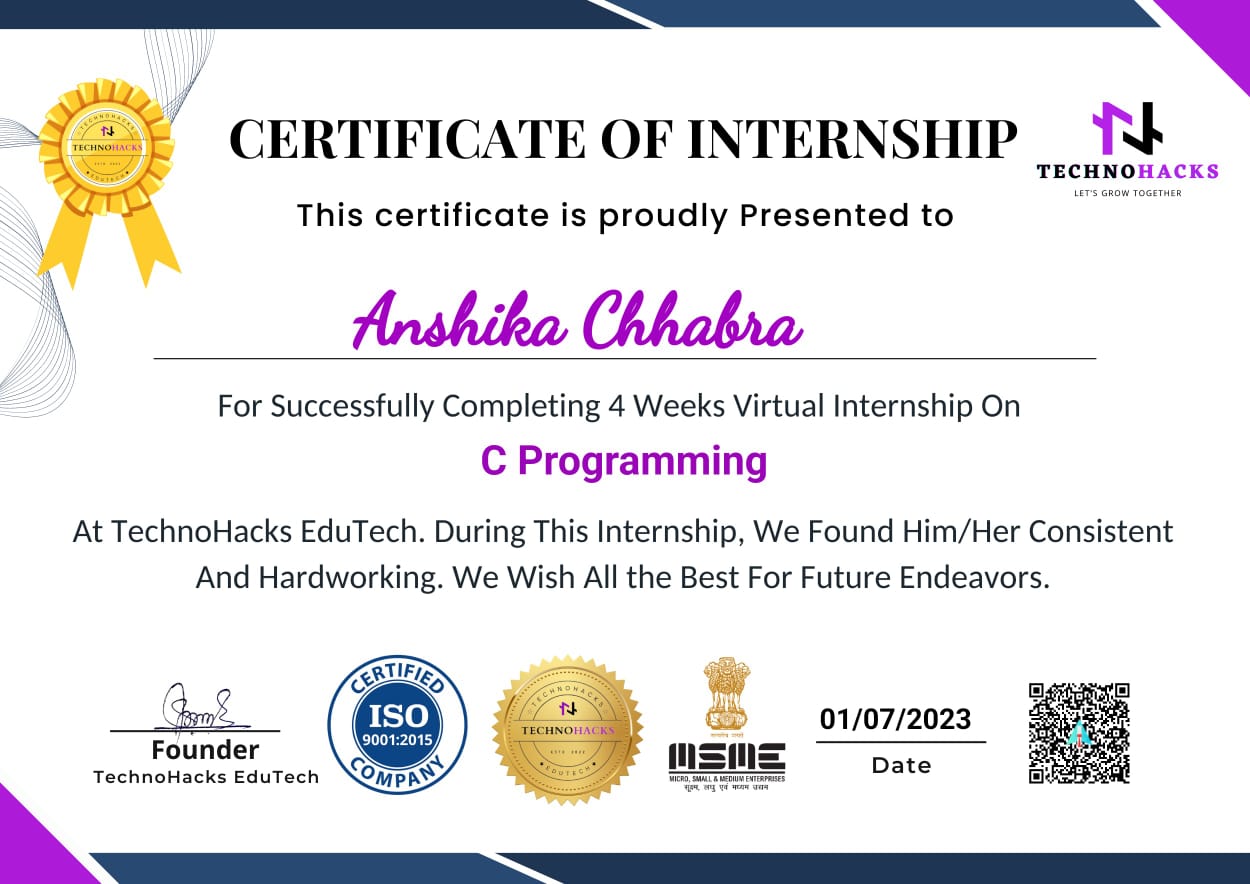 CERTIFICATE OF INTERNSHIP
TECHNOHACKS
LET'S GROW TOGETHER
TECHNOHACKS
TECHNOHACKS
ESTD . 2022
EDUTECH
This certificate is proudly Presented to
Anshika Chhabra
For Successfully Completing 4 Weeks Virtual Internship On
C Programming
At TechnoHacks EduTech. During This Internship, We Found Him/Her Consistent
And Hardworking. We Wish All the Best For Future Endeavors.
Founder
TechnoHacks EduTech
CERTIFIED
ISO
9001:2015
COMPANY
TECHNOHACKS
TECHNOHACKS
ESTD . 2022
EDUTECH
सत्यमेव जयते
MSME
MICRO, SMALL & MEDIUM ENTERPRISES
सूक्ष्म, लघु एवं मध्यम उद्यम
01/07/2023
Date